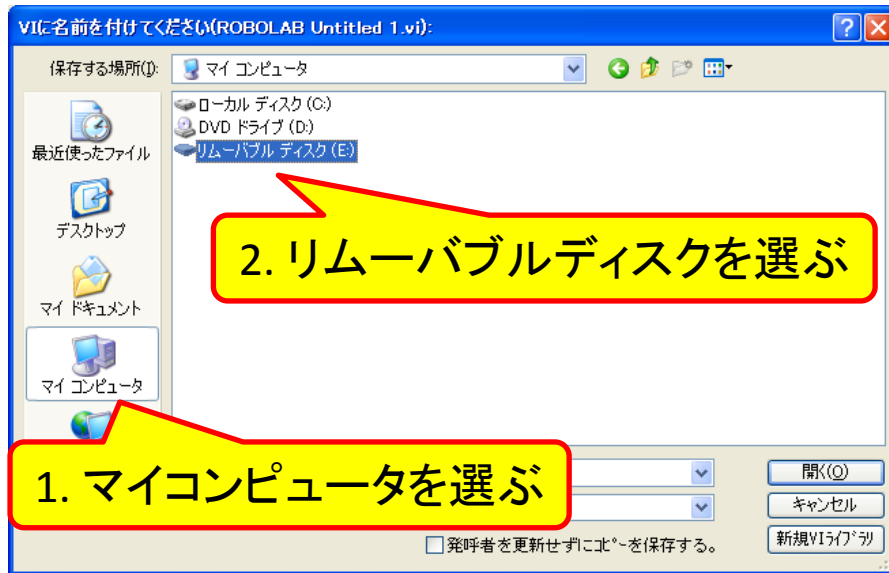 VIに名前を付けてください(ROBOLAB Untitled 1.vi):
保存する場所(I):
マイ コンピュータ
ローカル ディスク (C:)
DVD ドライブ (D:)
リムーバブル ディスク (E:)
最近使ったファイル
デスクトップ
マイ ドキュメント
マイ コンピュータ
2. リムーバブルディスクを選ぶ
1. マイコンピュータを選ぶ
開く(O)
キャンセル
発呼者を更新せずにｺﾋﾟｰを保存する。
新規VIﾗｲﾌﾞﾗﾘ